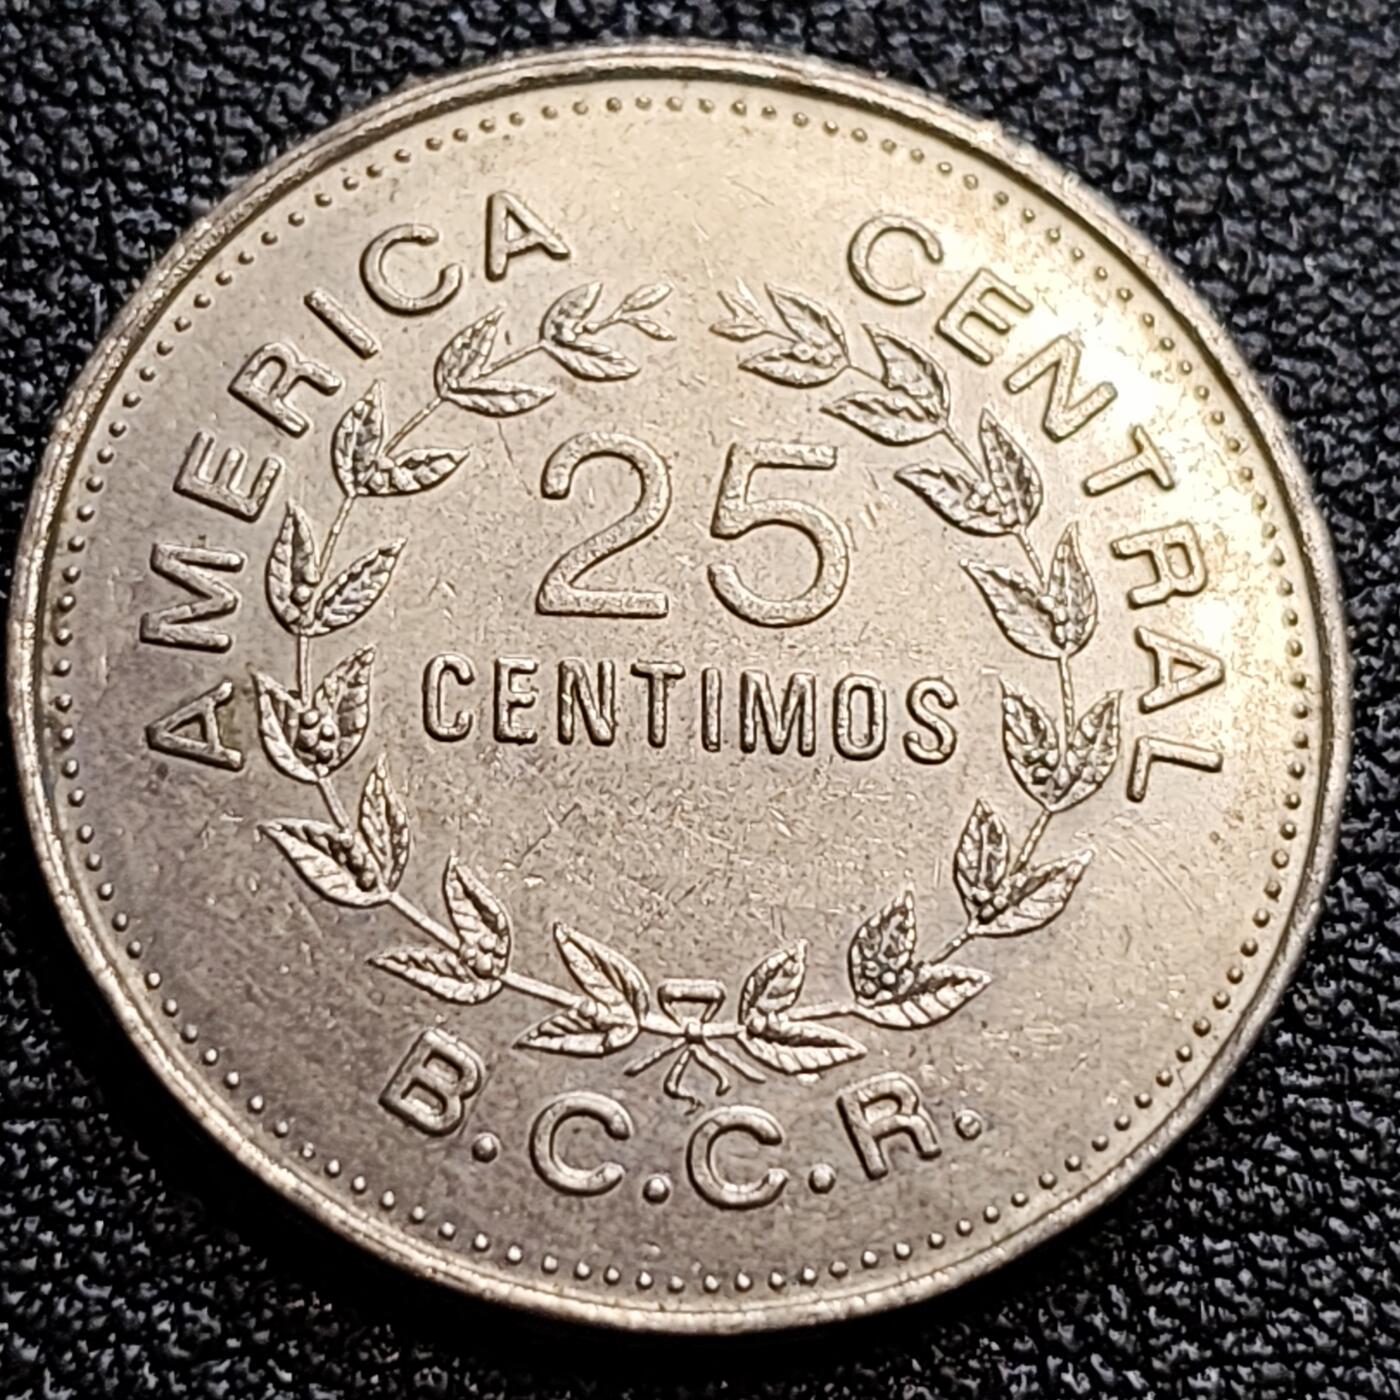 AMERICA CENTRAL
25
CENTIMOS
B.C.C.R.